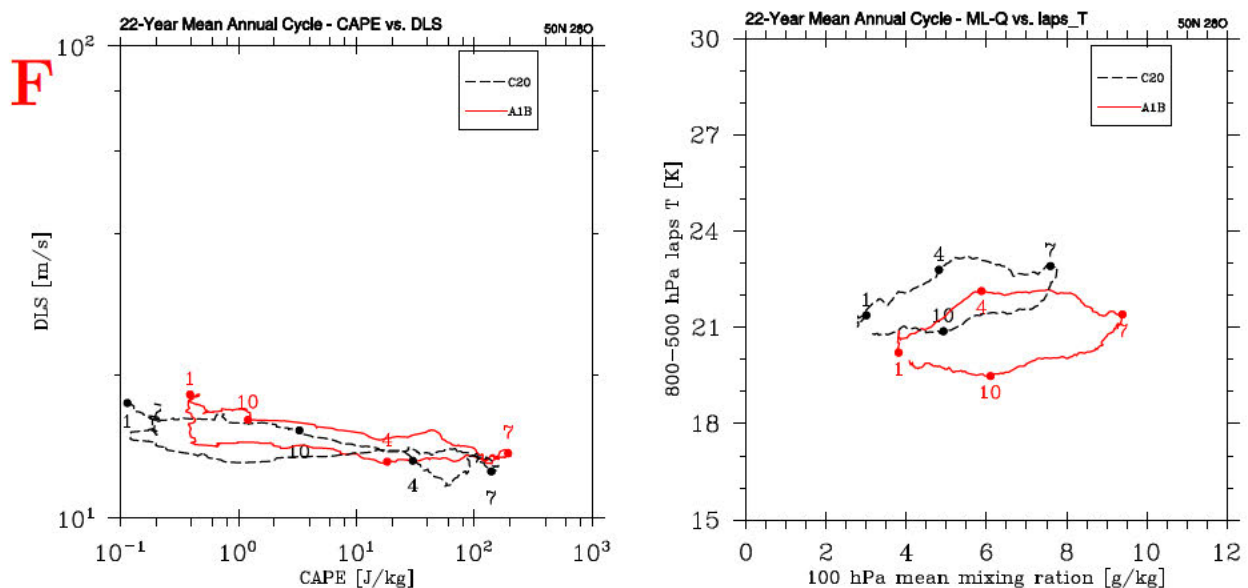 F
22-Year Mean Annual Cycle - CAPE vs. DLS
50N 28O
10²
C20
A1B
DLS [m/s]
1
1
10
10
4
4
7
7
10¹
10⁻¹
10⁰
10¹
10²
10³
CAPE [J/kg]
22-Year Mean Annual Cycle - ML-Q vs. laps_T
50N 28O
30
C20
A1B
27
24
21
18
15
800-500 hPa laps T [K]
4
7
1
10
4
7
1
10
0
2
4
6
8
10
12
100 hPa mean mixing ration [g/kg]